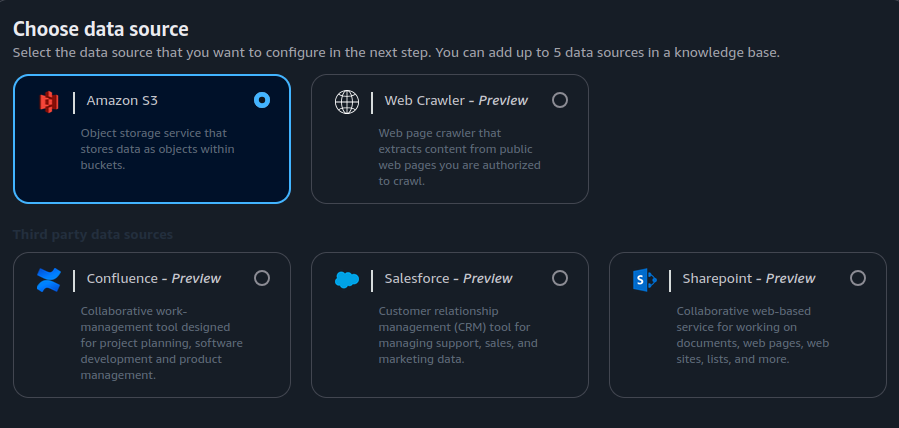 Choose data source
Select the data source that you want to configure in the next step. You can add up to 5 data sources in a knowledge base.
Amazon S3
Object storage service that
stores data as objects within
buckets.
Web Crawler - Preview
Web page crawler that
extracts content from public
web pages you are authorized
to crawl.
Third party data sources
Confluence - Preview
Collaborative work-
management tool designed
for project planning, software
development and product
management.
Salesforce - Preview
Customer relationship
management (CRM) tool for
managing support, sales, and
marketing data.
S
Sharepoint - Preview
Collaborative web-based
service for working on
documents, web pages, web
sites, lists, and more.